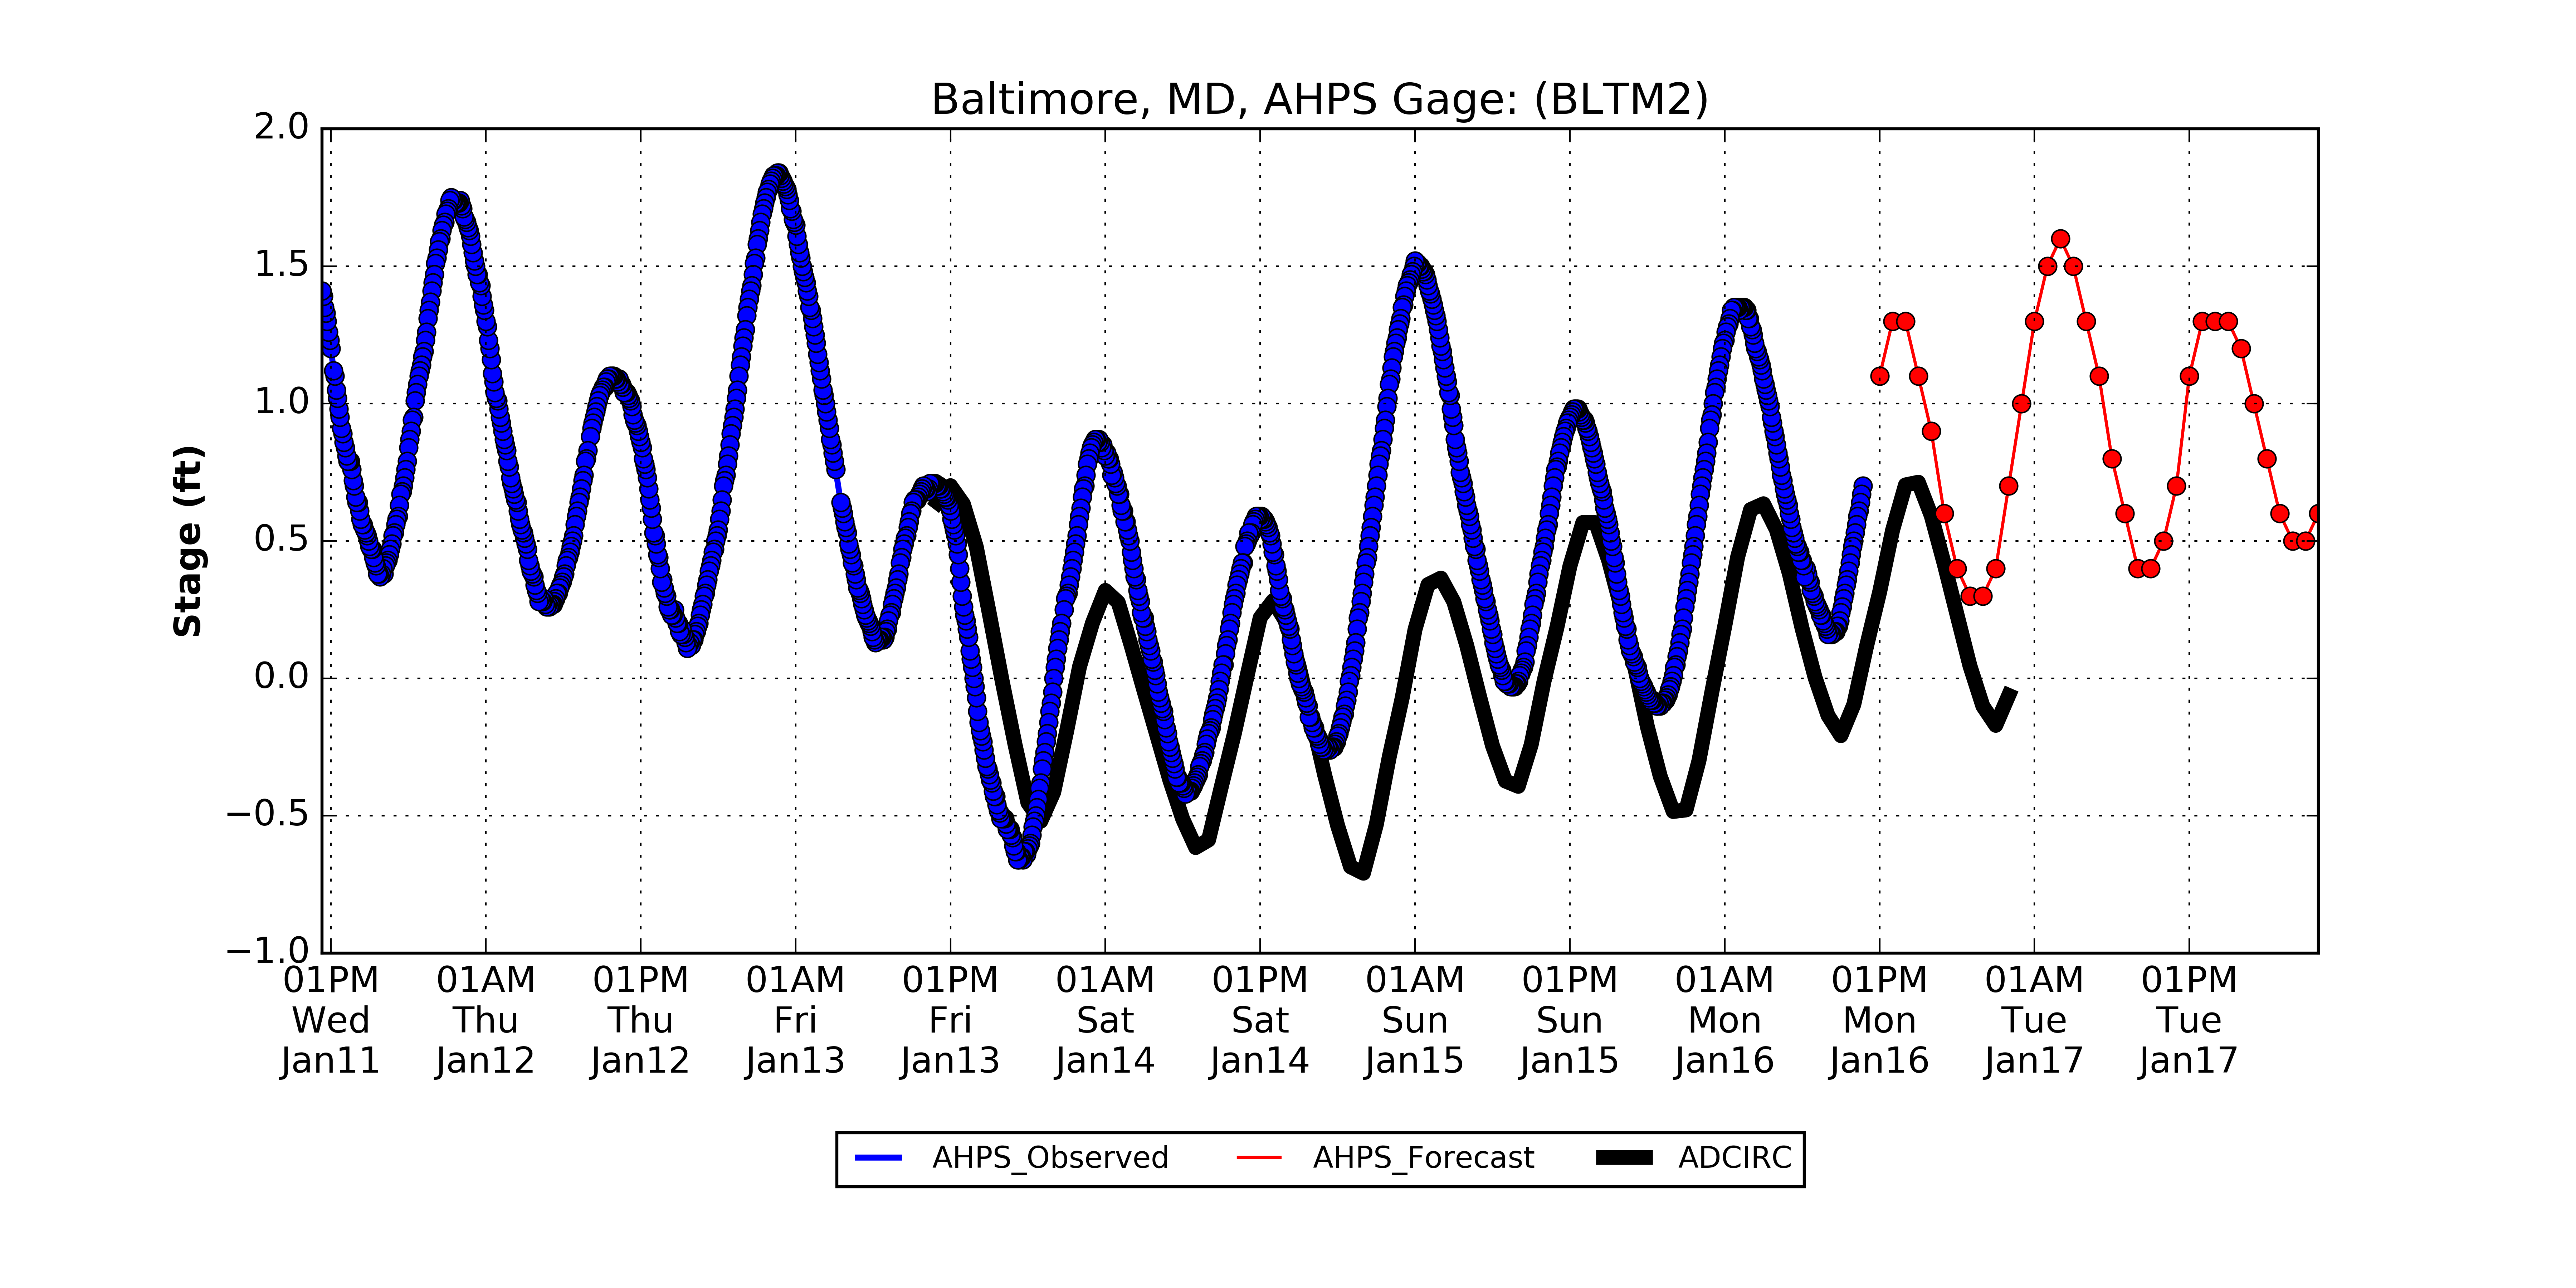 Baltimore, MD, AHPS Gage: (BLTM2)
Stage (ft)
2.0
1.5
1.0
0.5
0.0
−0.5
−1.0
01PM 01AM 01PM 01AM 01PM 01AM 01PM 01AM 01PM 01AM 01PM 01AM 01PM
Wed Thu Thu Fri Fri Sat Sat Sun Sun Mon Mon Tue Tue
Jan11 Jan12 Jan12 Jan13 Jan13 Jan14 Jan14 Jan15 Jan15 Jan16 Jan16 Jan17 Jan17
AHPS_Observed AHPS_Forecast ADCIRC